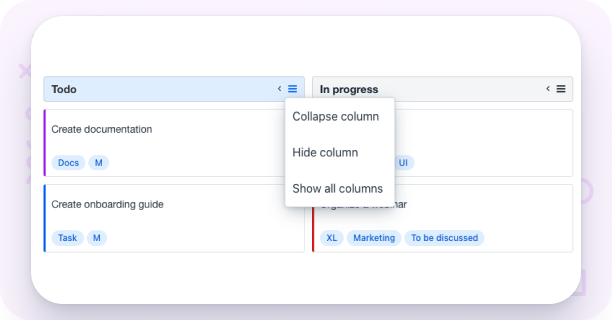 Todo
In progress
Collapse column
Hide column
Show all columns
Create documentation
Docs M
UI
Create onboarding guide
Task M
XL Marketing To be discussed